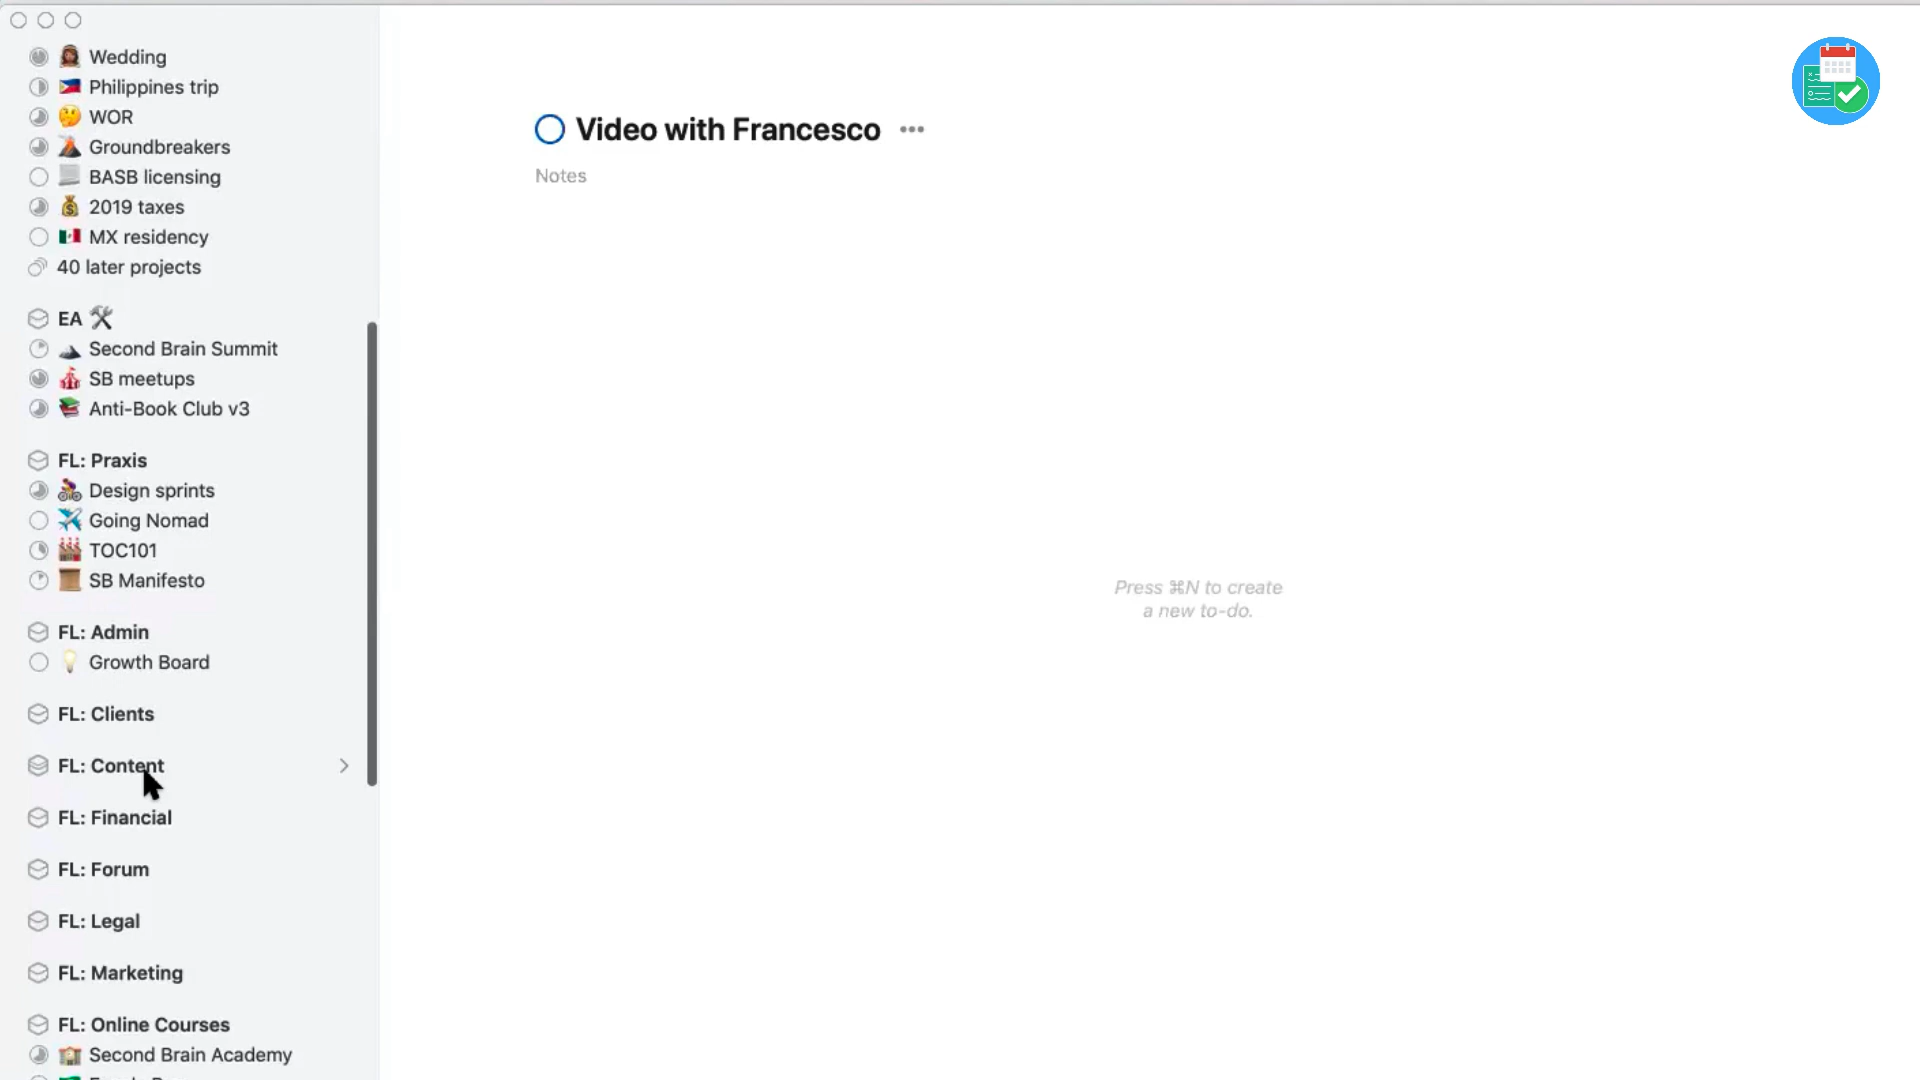 Wedding
Philippines trip
WOR
Groundbreakers
BASB licensing
2019 taxes
MX residency
40 later projects
EA
Second Brain Summit
SB meetups
Anti-Book Club v3
FL: Praxis
Design sprints
Going Nomad
TOC101
SB Manifesto
FL: Admin
Growth Board
FL: Clients
FL: Content
FL: Financial
FL: Forum
FL: Legal
FL: Marketing
FL: Online Courses
Second Brain Academy
Video with Francesco
Notes
Press ⌘N to create
a new to-do.